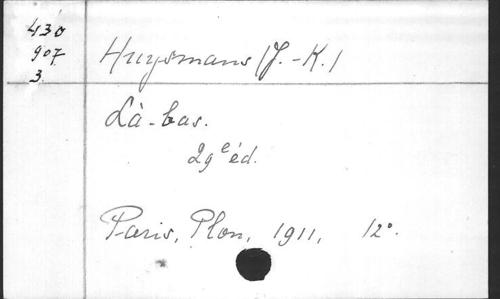 430
907
3.
Huysmans (J.-K.)
Là-bas.
29e éd.
Paris, Plon, 1911, 12°.